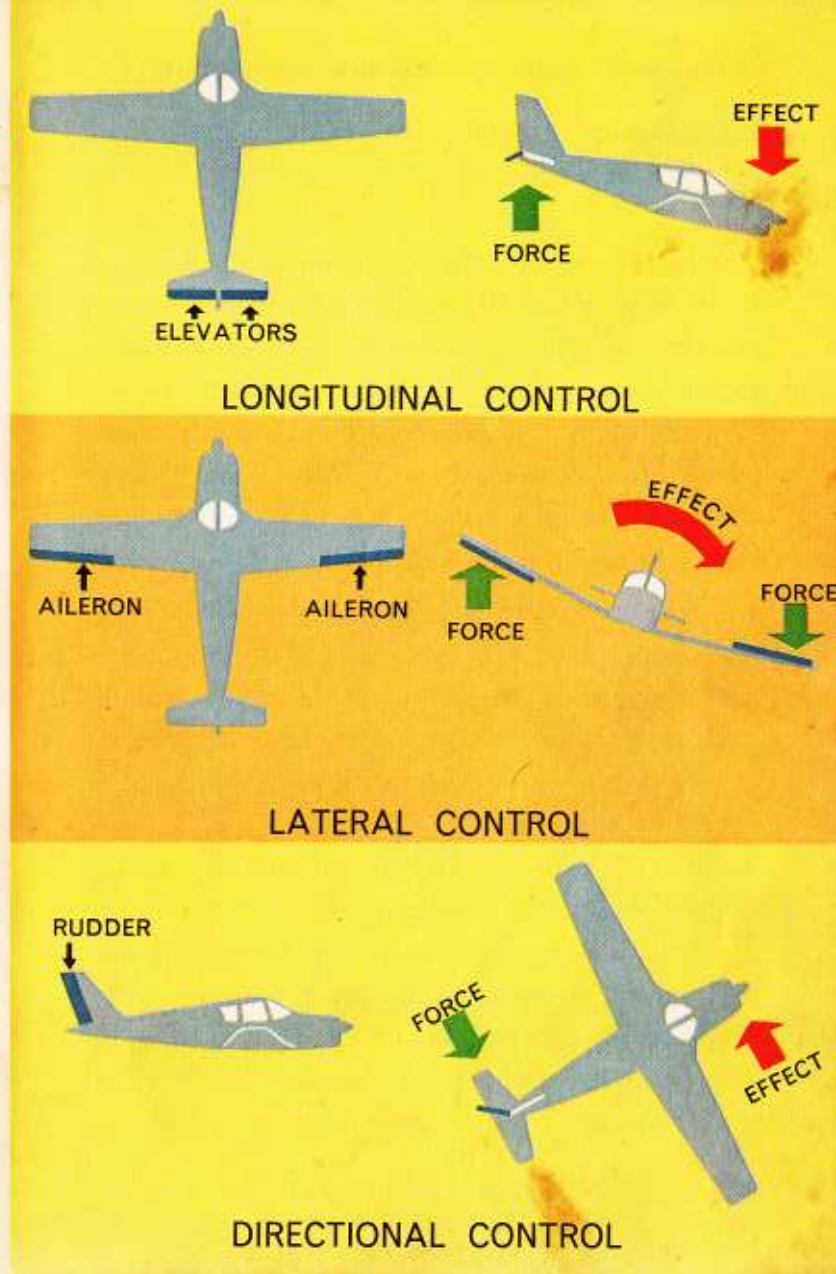 EFFECT
FORCE
ELEVATORS
LONGITUDINAL CONTROL
EFFECT
AILERON
AILERON
FORCE
FORCE
LATERAL CONTROL
RUDDER
FORCE
EFFECT
DIRECTIONAL CONTROL